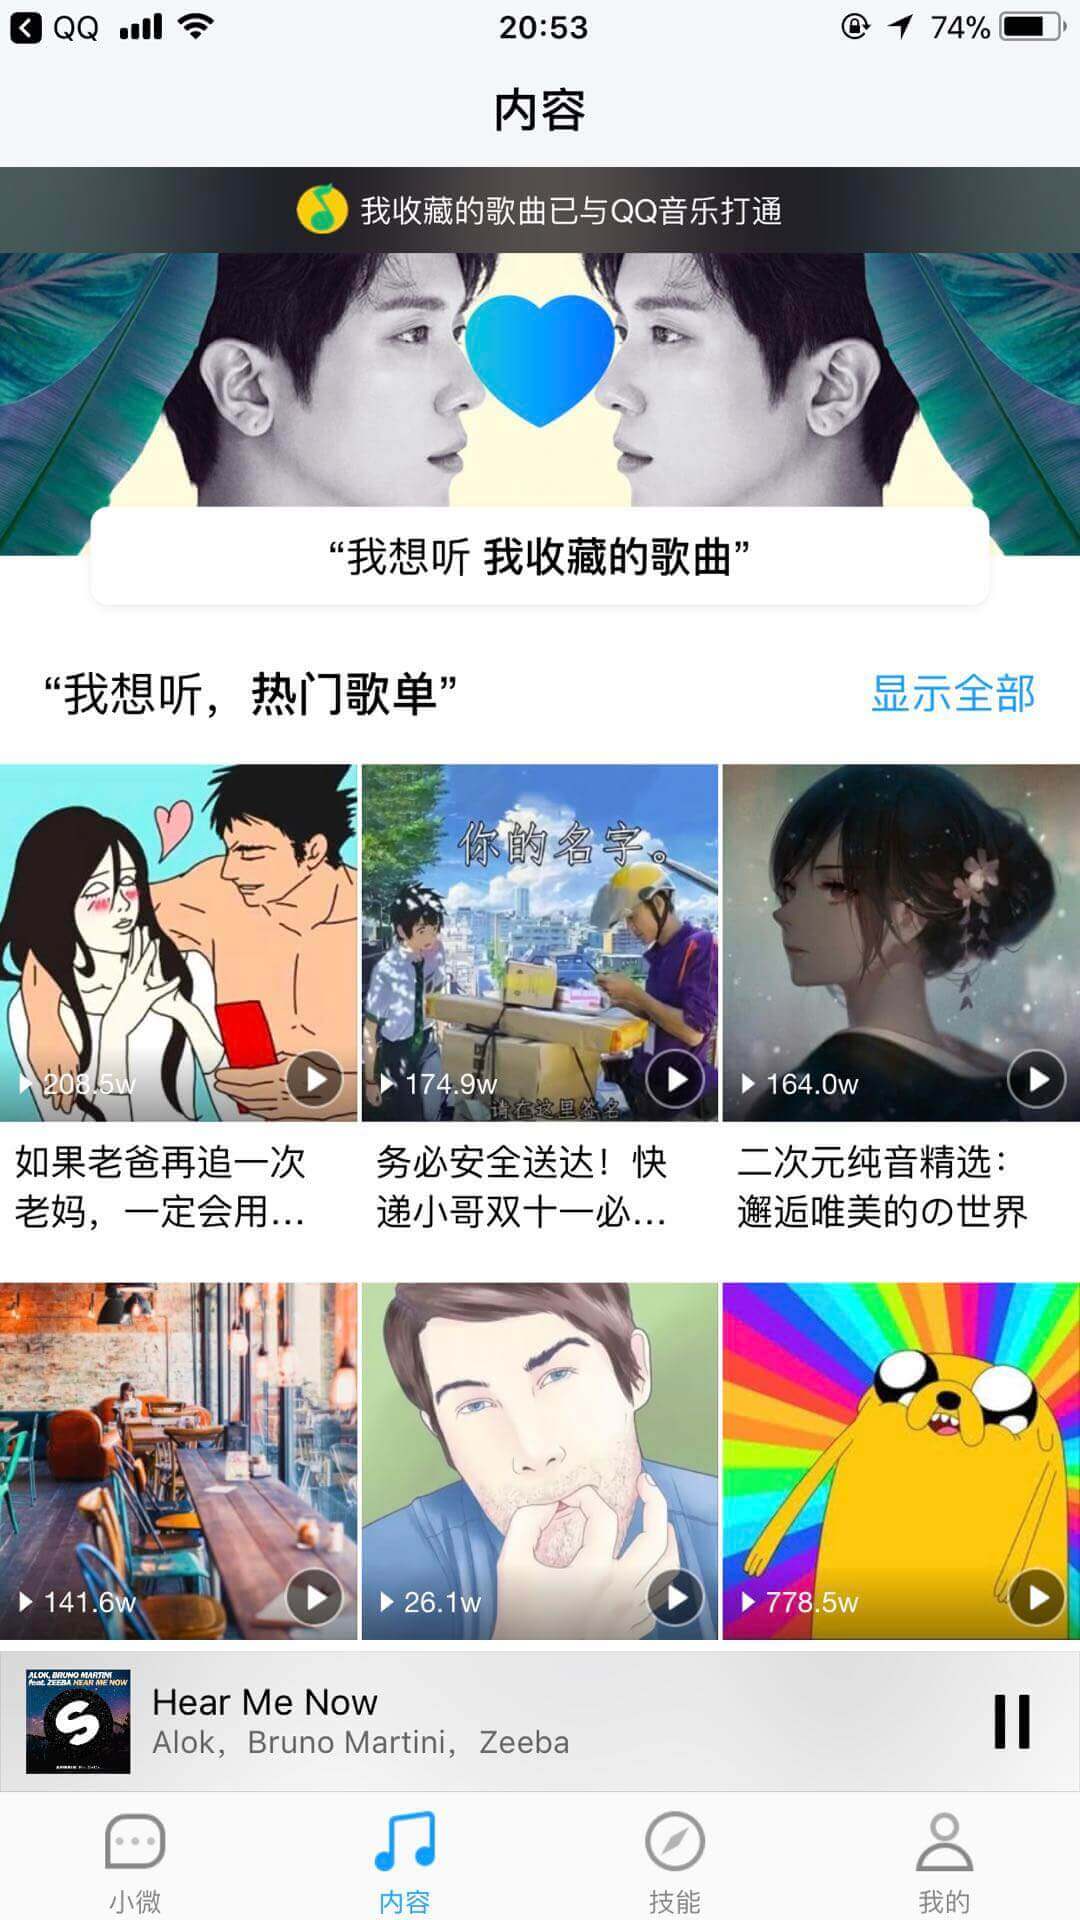 QQ
20:53
74%
内容
我收藏的歌曲已与QQ音乐打通
“我想听 我收藏的歌曲”
“我想听，热门歌单”
显示全部
你的名字。
请在这里签名
208.5w
174.9w
164.0w
如果老爸再追一次
老妈，一定会用...
务必安全送达！快
递小哥双十一必...
二次元纯音精选：
邂逅唯美的の世界
141.6w
26.1w
778.5w
ALOK, BRUNO MARTINI
feat. ZEEBA HEAR ME NOW
Hear Me Now
Alok，Bruno Martini，Zeeba
小微
内容
技能
我的